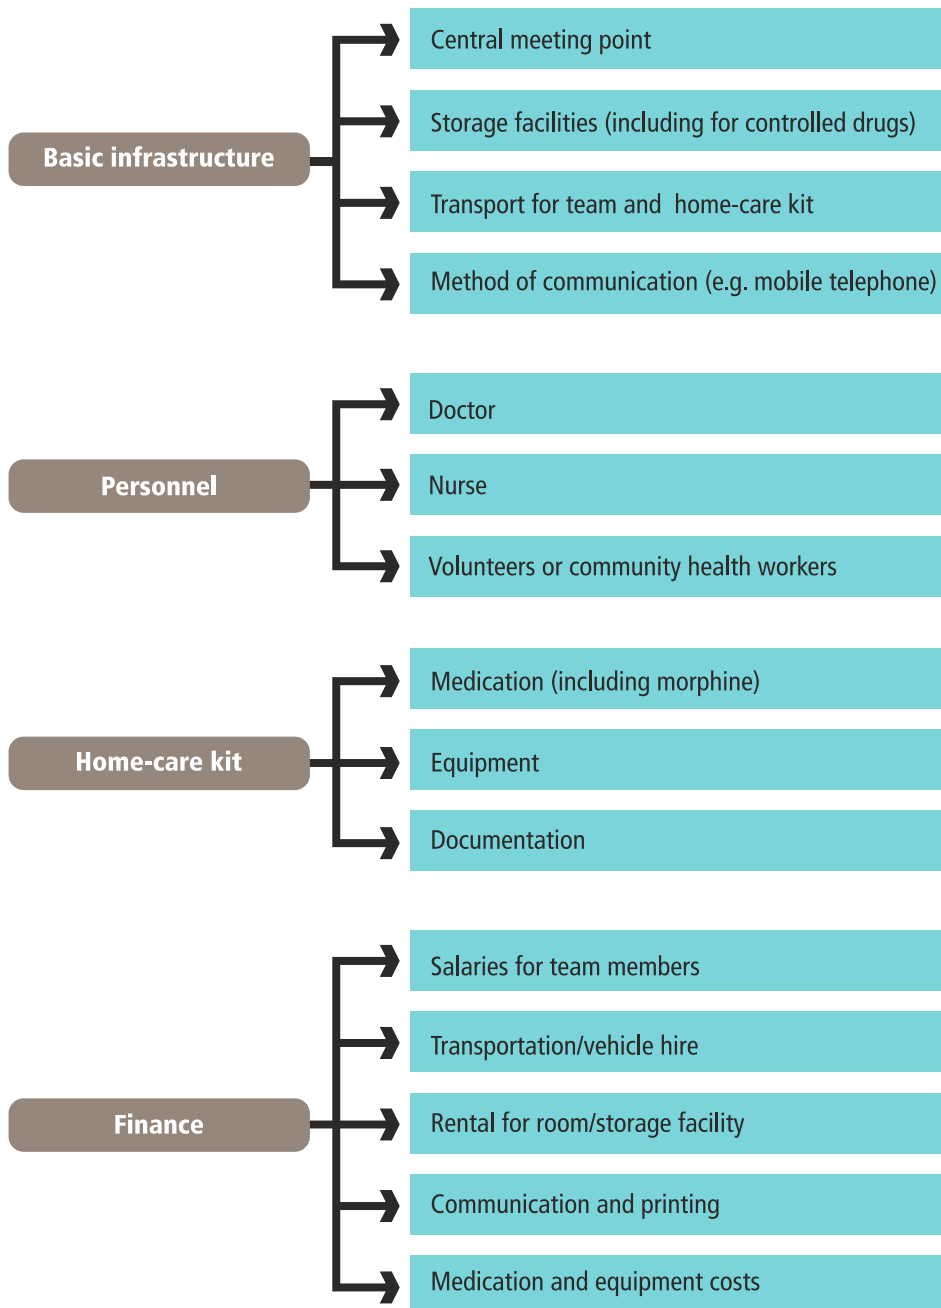 Basic infrastructure
Central meeting point
Storage facilities (including for controlled drugs)
Transport for team and home-care kit
Method of communication (e.g. mobile telephone)
Personnel
Doctor
Nurse
Volunteers or community health workers
Home-care kit
Medication (including morphine)
Equipment
Documentation
Finance
Salaries for team members
Transportation/vehicle hire
Rental for room/storage facility
Communication and printing
Medication and equipment costs